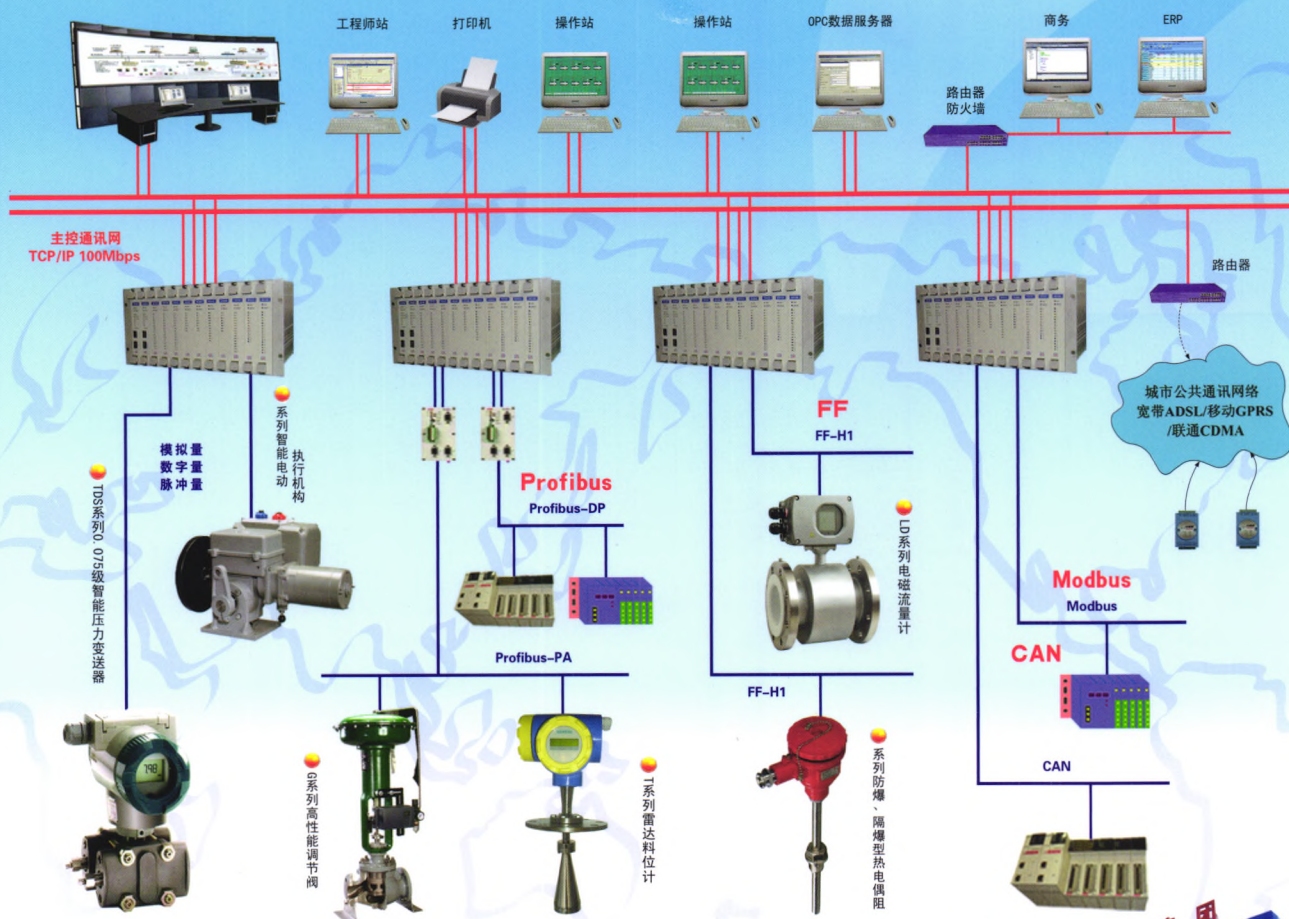 工程师站
打印机
操作站
操作站
OPC数据服务器
商务
ERP
路由器
防火墙
主控通讯网
TCP/IP 100Mbps
路由器
城市公共通讯网络
宽带ADSL/移动GPRS
/联通CDMA
模拟量
数字量
脉冲量
系列智能电动
执行机构
TDS系列0.075级智能压力变送器
Profibus
Profibus-DP
FF
FF-H1
LD系列电磁流量计
Modbus
Modbus
CAN
Profibus-PA
FF-H1
G系列高性能调节阀
T系列雷达料位计
系列防爆、隔爆型热电偶阻
CAN
798